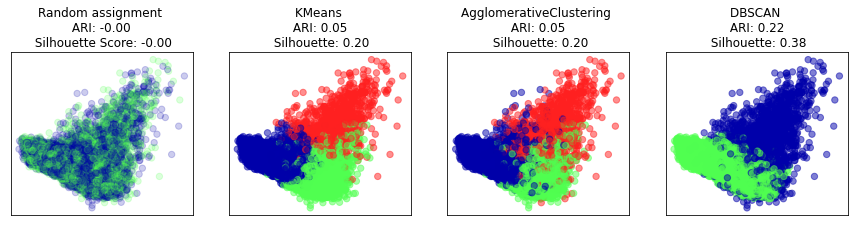 Random assignment
ARI: -0.00
Silhouette Score: -0.00
KMeans
ARI: 0.05
Silhouette: 0.20
AgglomerativeClustering
ARI: 0.05
Silhouette: 0.20
DBSCAN
ARI: 0.22
Silhouette: 0.38